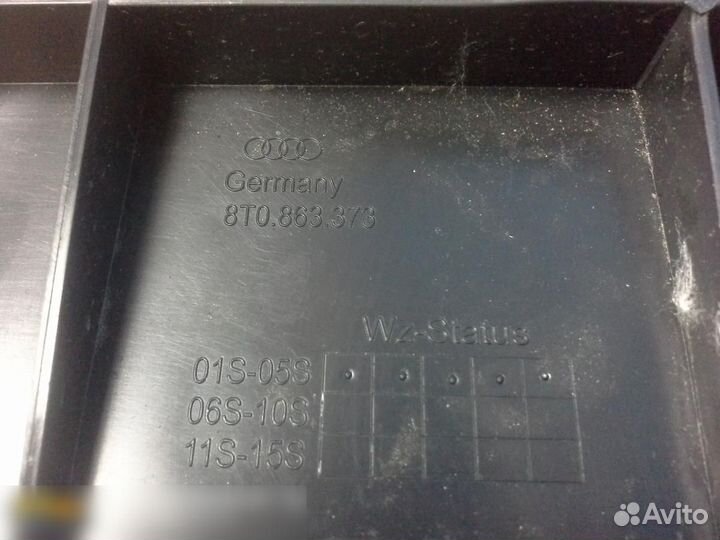 Germany
8T0.863.373
Wz-Status
01S-05S
06S-10S
11S-15S
Avito